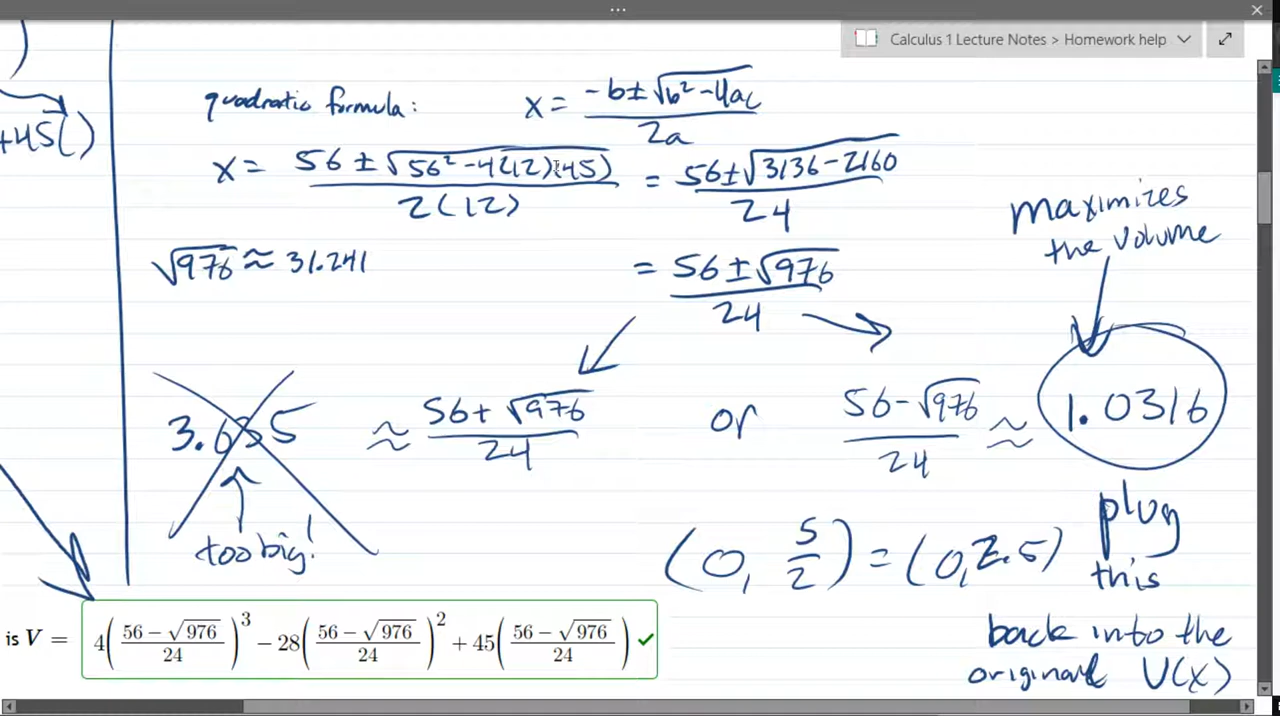 Calculus 1 Lecture Notes > Homework help
)
+45( )
quadratic formula: x = -b±√b²-4ac / 2a
x = 56 ± √56² -4(12)(45) / 2(12) = 56±√3136-2160 / 24
maximizes
the volume
√976 ≈ 31.241
= 56 ± √976 / 24
3.635 ≈ 56+ √976 / 24 or 56-√976 / 24 ≈ 1.0316
too big!
(0, 5/2) = (0, 2.5)
plug
this
back into the
original V(x)
is V = 4(56 − √976 / 24)³ − 28(56 − √976 / 24)² + 45(56 − √976 / 24)